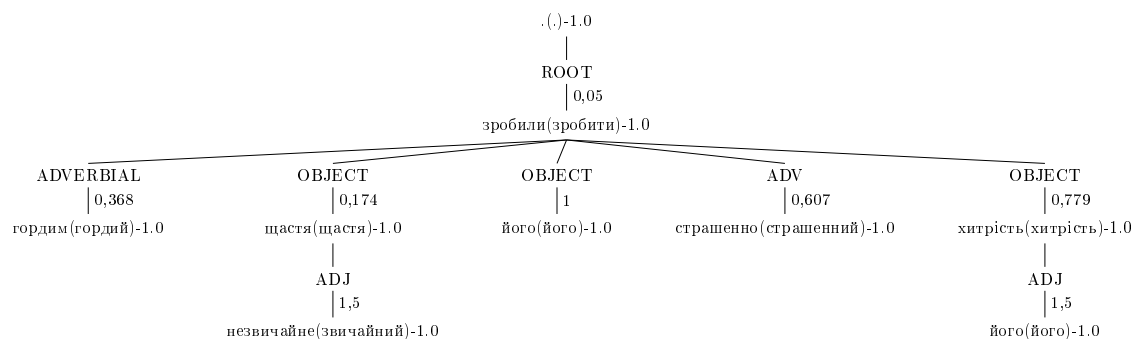 .(.)-1.0
ROOT
0,05
зробили(зробити)-1.0
ADVERBIAL OBJECT OBJECT ADV OBJECT
0,368 0,174 1 0,607 0,779
гордим(гордий)-1.0 щастя(щастя)-1.0 його(його)-1.0 страшенно(страшенний)-1.0 хитрість(хитрість)-1.0
ADJ ADJ
1,5 1,5
незвичайне(звичайний)-1.0 його(його)-1.0